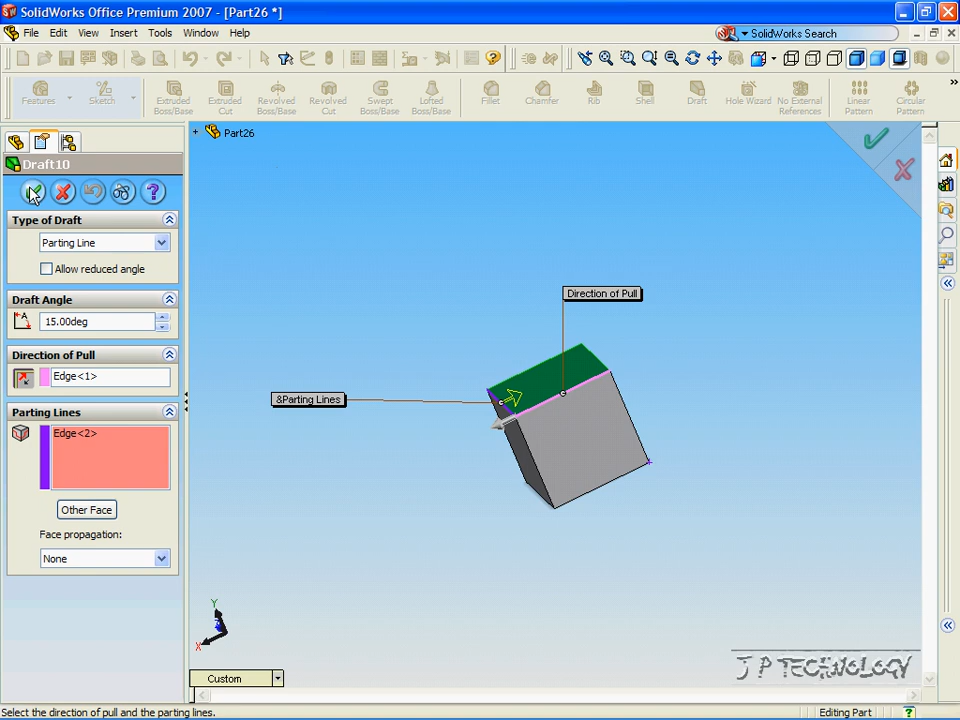 SolidWorks Office Premium 2007 - [Part26 *]
File Edit View Insert Tools Window Help
SolidWorks Search
Features Sketch Extruded Boss/Base Extruded Cut Revolved Boss/Base Revolved Cut Swept Boss/Base Lofted Boss/Base Fillet Chamfer Rib Shell Draft Hole Wizard No External References Linear Pattern Circular Pattern
Part26
Draft10
Type of Draft
Parting Line
Allow reduced angle
Draft Angle
A
15.00deg
Direction of Pull
Edge<1>
Parting Lines
Edge<2>
Other Face
Face propagation:
None
Direction of Pull
&Parting Lines
Y
X
Z
Custom
J P TECHNOLOGY
Select the direction of pull and the parting lines.
Editing Part